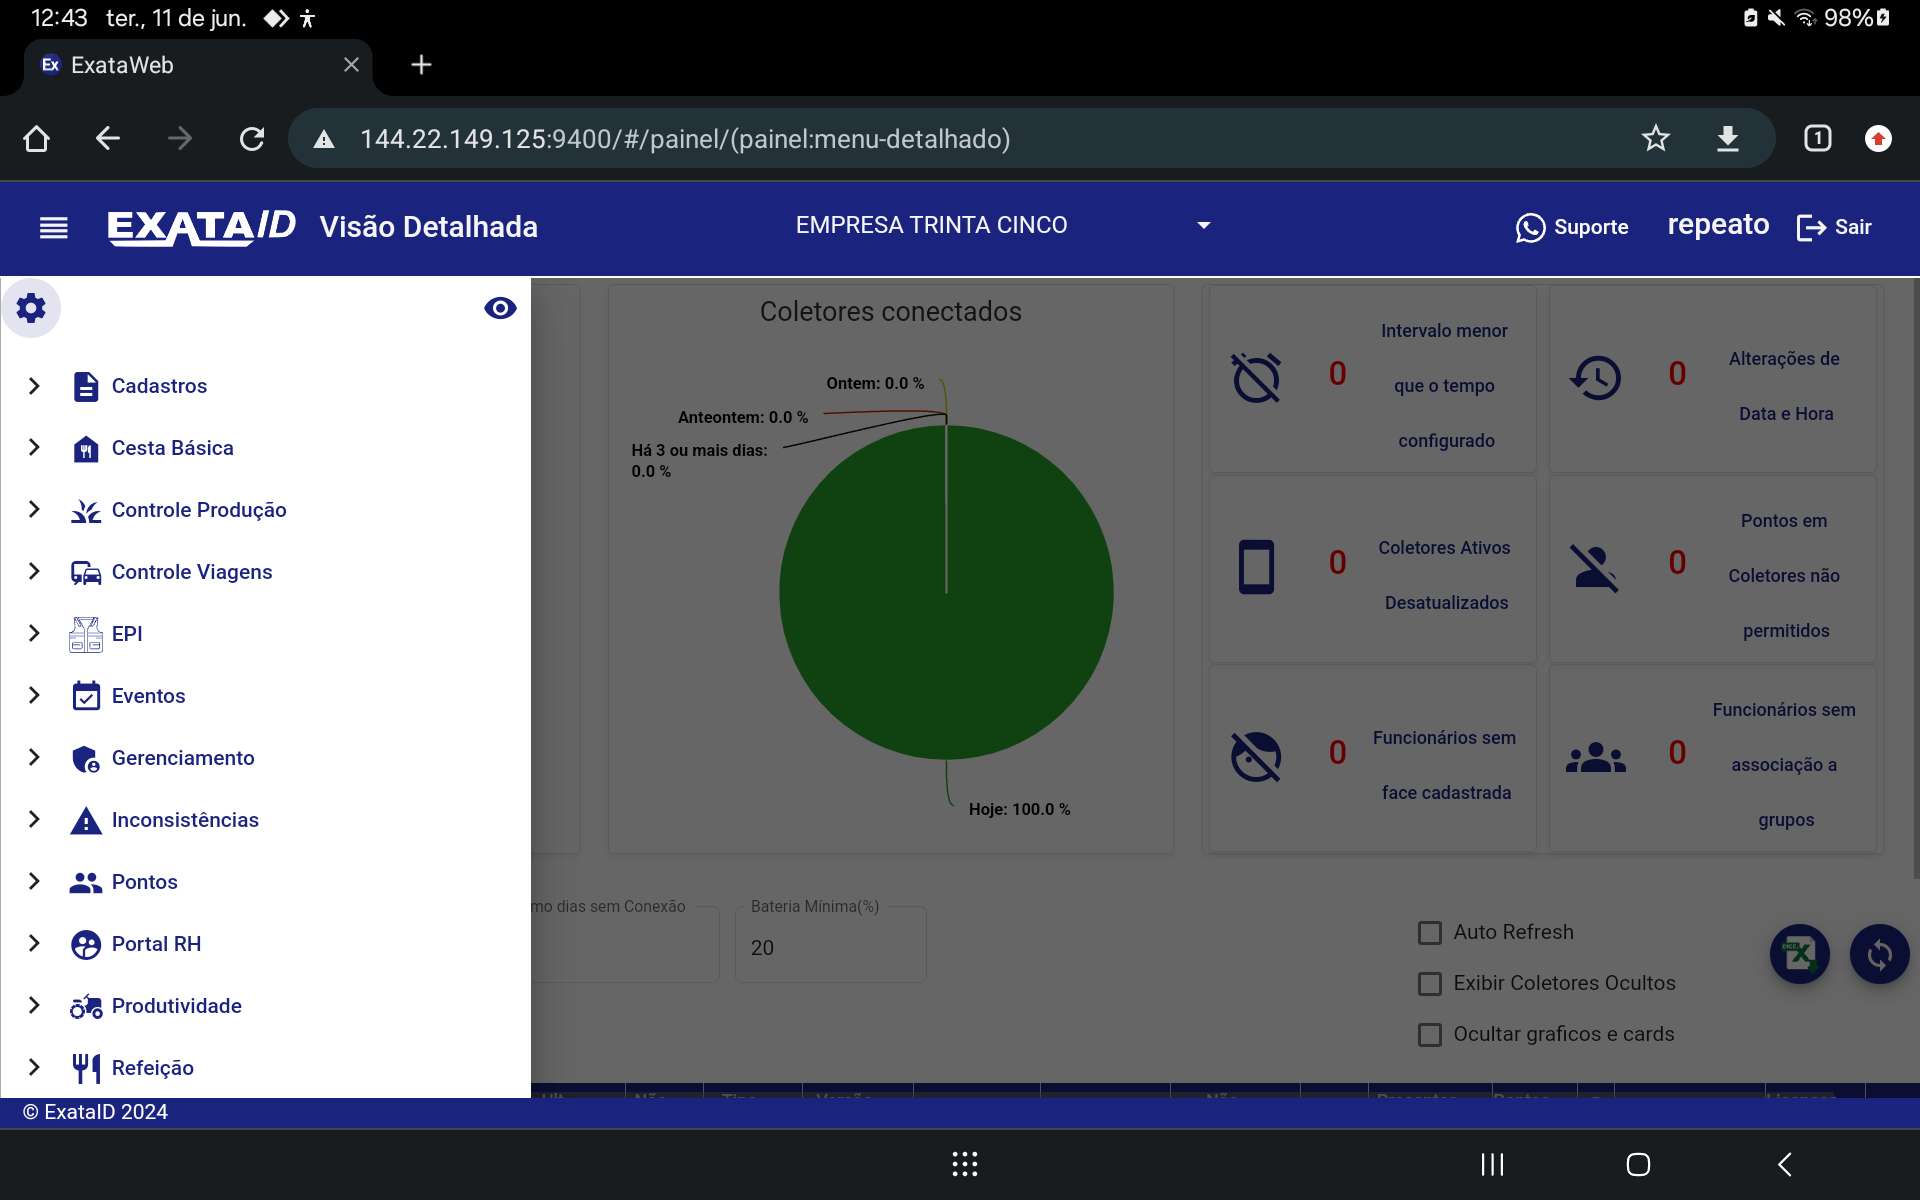 12:43 ter., 11 de jun.
98%
Ex ExataWeb
144.22.149.125:9400/#/painel/(painel:menu-detalhado)
1
EXATAID Visão Detalhada
EMPRESA TRINTA CINCO
Suporte
repeato
Sair
Cadastros
Cesta Básica
Controle Produção
Controle Viagens
EPI
Eventos
Gerenciamento
Inconsistências
Pontos
Portal RH
Produtividade
Refeição
Coletores conectados
Ontem: 0.0 %
Anteontem: 0.0 %
Há 3 ou mais dias:
0.0 %
Hoje: 100.0 %
0
Intervalo menor
que o tempo
configurado
0
Alterações de
Data e Hora
0
Coletores Ativos
Desatualizados
0
Pontos em
Coletores não
permitidos
0
Funcionários sem
face cadastrada
0
Funcionários sem
associação a
grupos
mo dias sem Conexão
Bateria Mínima(%)
20
Auto Refresh
Exibir Coletores Ocultos
Ocultar graficos e cards
© ExataID 2024